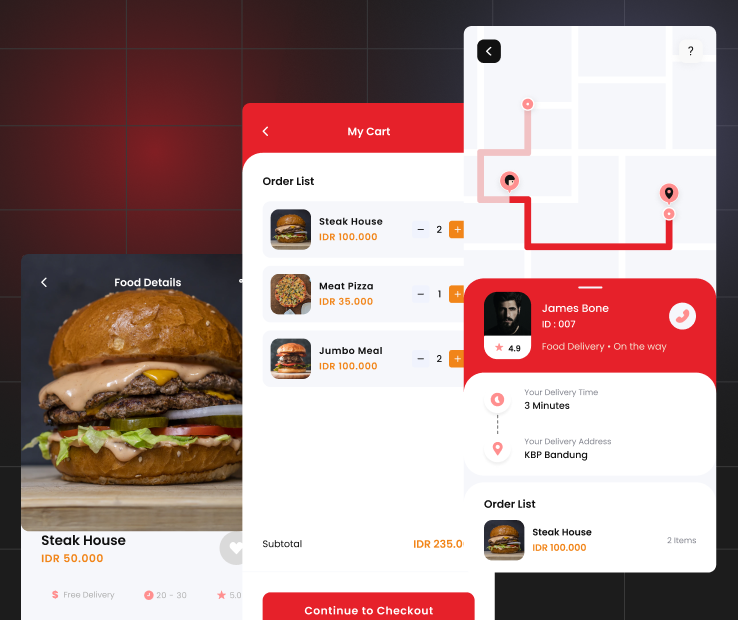 Food Details
Steak House
IDR 50.000
Free Delivery
20 - 30
5.0
My Cart
Order List
Steak House
IDR 100.000
− 2 +
Meat Pizza
IDR 35.000
− 1 +
Jumbo Meal
IDR 100.000
− 2 +
Subtotal
IDR 235.0
Continue to Checkout
?
James Bone
ID : 007
4.9
Food Delivery • On the way
Your Delivery Time
3 Minutes
Your Delivery Address
KBP Bandung
Order List
Steak House
IDR 100.000
2 Items